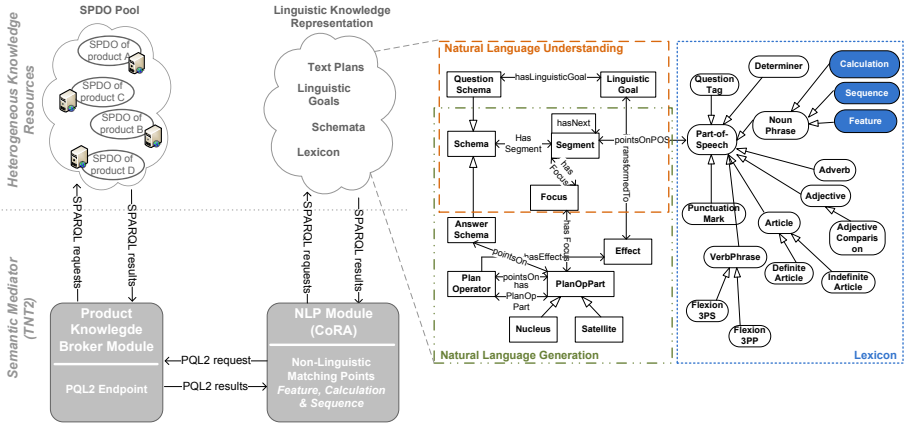 Heterogeneous Knowledge
Resources
Semantic Mediator
(TNT2)
SPDO Pool
SPDO of
product A
SPDO of
product C
SPDO of
product B
SPDO of
product D
SPARQL requests
SPARQL results
Product
Knowlegde
Broker Module
PQL2 Endpoint
PQL2 request
PQL2 results
Linguistic Knowledge
Representation
Text Plans
Linguistic
Goals
Schemata
Lexicon
SPARQL requests
SPARQL results
NLP Module
(CoRA)
Non-Linguistic
Matching Points
Feature, Calculation
& Sequence
Natural Language Understanding
Question
Schema
hasLinguisticGoal
Linguistic
Goal
Schema
Has
Segment
hasNext
Segment
pointsOnPOS
has
Focus
Focus
TransformedTo
Answer
Schema
has Focus
pointsOn
hasEffect
Effect
Plan
Operator
pointsOn
has
PlanOp
Part
PlanOpPart
Nucleus
Satellite
Natural Language Generation
Question
Tag
Determiner
Calculation
Sequence
Feature
Noun
Phrase
Part-of-
Speech
Adverb
Adjective
Adjective
Comparis
on
Punctuation
Mark
Article
VerbPhrase
Definite
Article
Indefinite
Article
Flexion
3PS
Flexion
3PP
Lexicon